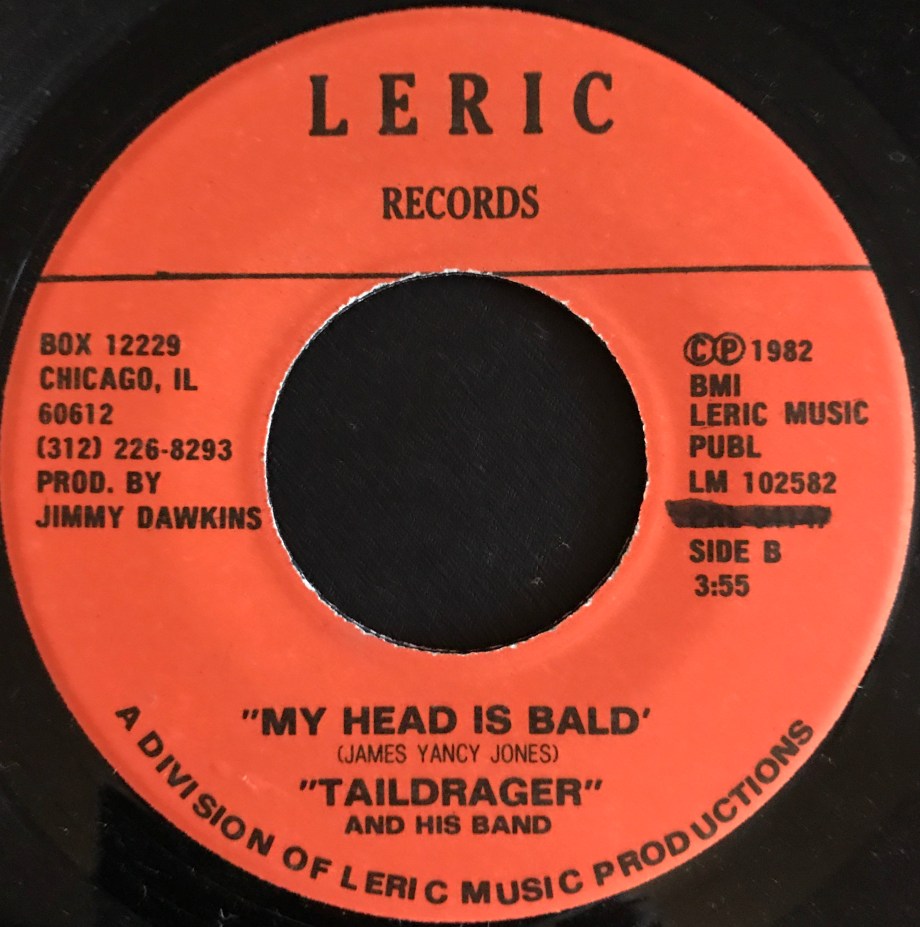 LERIC
RECORDS
BOX 12229
CHICAGO, IL
60612
(312) 226-8293
PROD. BY
JIMMY DAWKINS
ⒸⓅ 1982
BMI
LERIC MUSIC
PUBL
LM 102582
SIDE B
3:55
"MY HEAD IS BALD'
(JAMES YANCY JONES)
"TAILDRAGER"
AND HIS BAND
A DIVISION OF LERIC MUSIC PRODUCTIONS